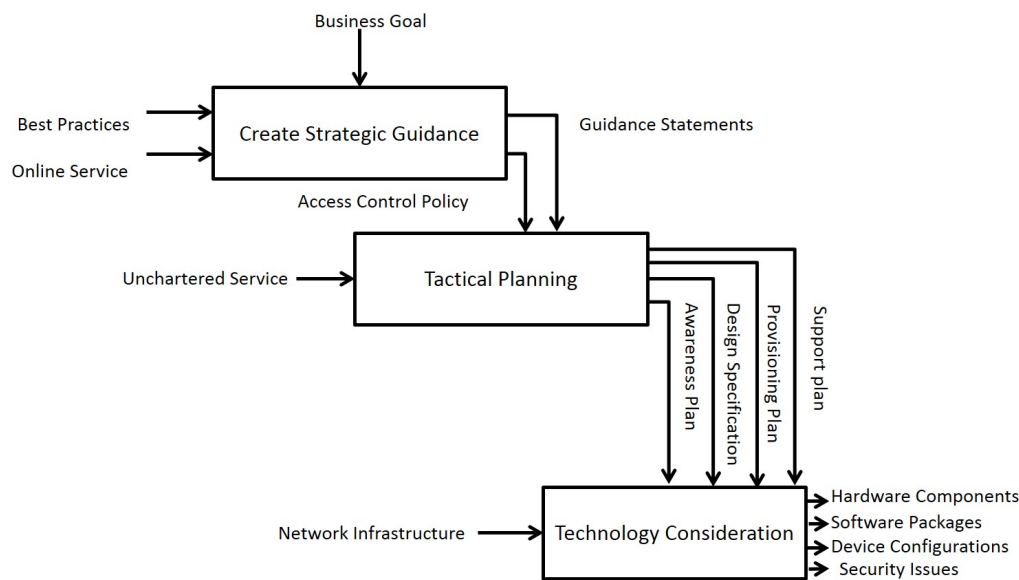 Business Goal
Best Practices
Create Strategic Guidance
Guidance Statements
Online Service
Access Control Policy
Unchartered Service
Tactical Planning
Awareness Plan
Design Specification
Provisioning Plan
Support plan
Network Infrastructure
Technology Consideration
Hardware Components
Software Packages
Device Configurations
Security Issues